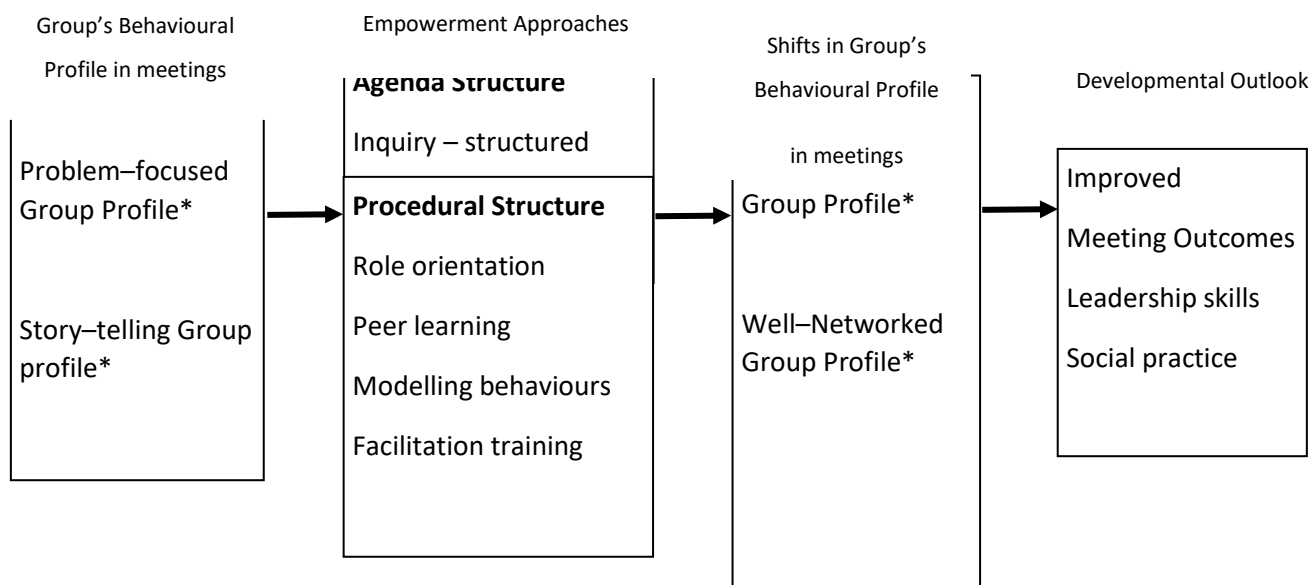 Group’s Behavioural
Profile in meetings
Problem–focused
Group Profile*
Story–telling Group
profile*
Empowerment Approaches
Agenda Structure
Inquiry – structured
Procedural Structure
Role orientation
Peer learning
Modelling behaviours
Facilitation training
Shifts in Group’s
Behavioural Profile
in meetings
Group Profile*
Well–Networked
Group Profile*
Developmental Outlook
Improved
Meeting Outcomes
Leadership skills
Social practice